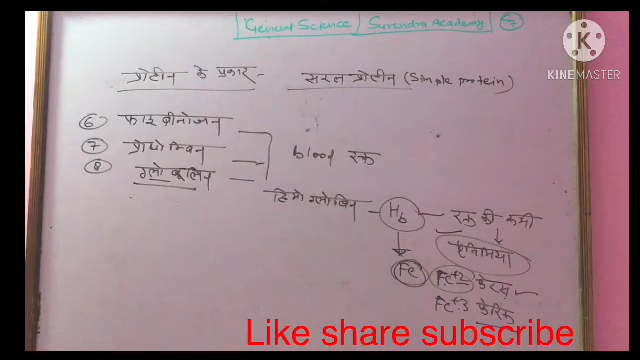 General Science | Surendra Academy
KINEMASTER
प्रोटीन के प्रकार - सरल प्रोटीन (Simple protein)
6 फाइब्रीनोजन
7 प्रोथोम्बिन
blood रक्त
8 ग्लोबूलिन
हिमोग्लोबिन - Hb - रक्त की कमी
एनिमिया
Fe Fe+2 फेरस
Fe+3 फेरिक
Like share subscribe